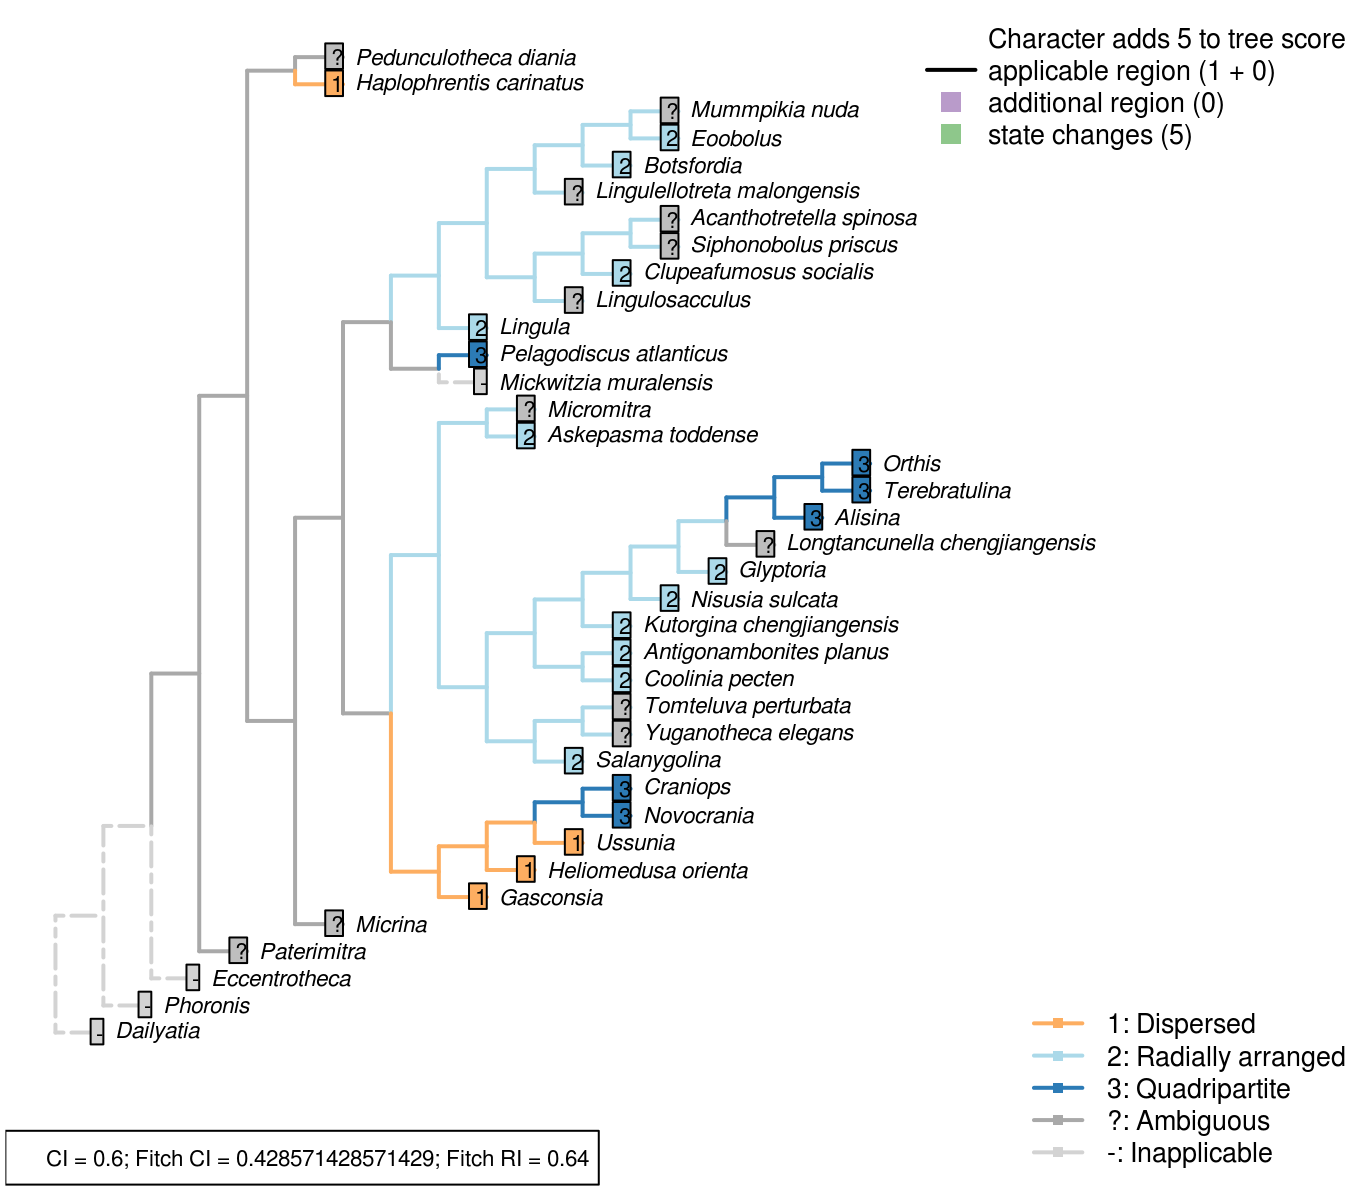 Character adds 5 to tree score
applicable region (1 + 0)
additional region (0)
state changes (5)
? Pedunculotheca diania
1 Haplophrentis carinatus
? Mummpikia nuda
2 Eoobolus
2 Botsfordia
? Lingulellotreta malongensis
? Acanthotretella spinosa
? Siphonobolus priscus
2 Clupeafumosus socialis
? Lingulosacculus
2 Lingula
3 Pelagodiscus atlanticus
- Mickwitzia muralensis
? Micromitra
2 Askepasma toddense
3 Orthis
3 Terebratulina
3 Alisina
? Longtancunella chengjiangensis
2 Glyptoria
2 Nisusia sulcata
2 Kutorgina chengjiangensis
2 Antigonambonites planus
2 Coolinia pecten
? Tomteluva perturbata
? Yuganotheca elegans
2 Salanygolina
3 Craniops
3 Novocrania
1 Ussunia
1 Heliomedusa orienta
1 Gasconsia
? Micrina
? Paterimitra
- Eccentrotheca
- Phoronis
- Dailyatia
1: Dispersed
2: Radially arranged
3: Quadripartite
?: Ambiguous
-: Inapplicable
CI = 0.6; Fitch CI = 0.428571428571429; Fitch RI = 0.64